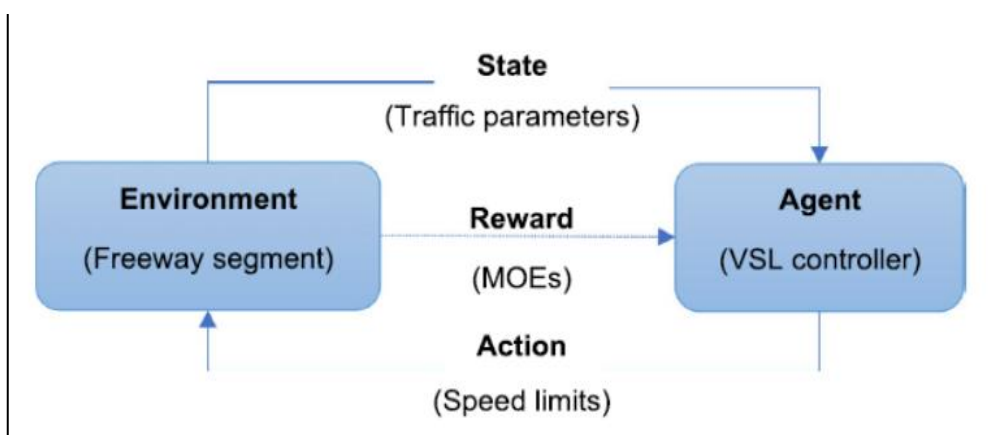 State
(Traffic parameters)
Environment
(Freeway segment)
Reward
(MOEs)
Agent
(VSL controller)
Action
(Speed limits)